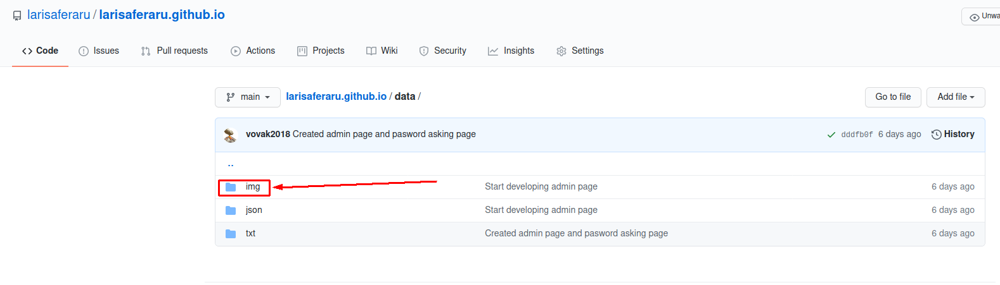 larisaferaru / larisaferaru.github.io
Unwa
Code Issues Pull requests Actions Projects Wiki Security Insights Settings
main larisaferaru.github.io / data / Go to file Add file
vovak2018 Created admin page and pasword asking page dddfb0f 6 days ago History
..
img Start developing admin page 6 days ago
json Start developing admin page 6 days ago
txt Created admin page and pasword asking page 6 days ago